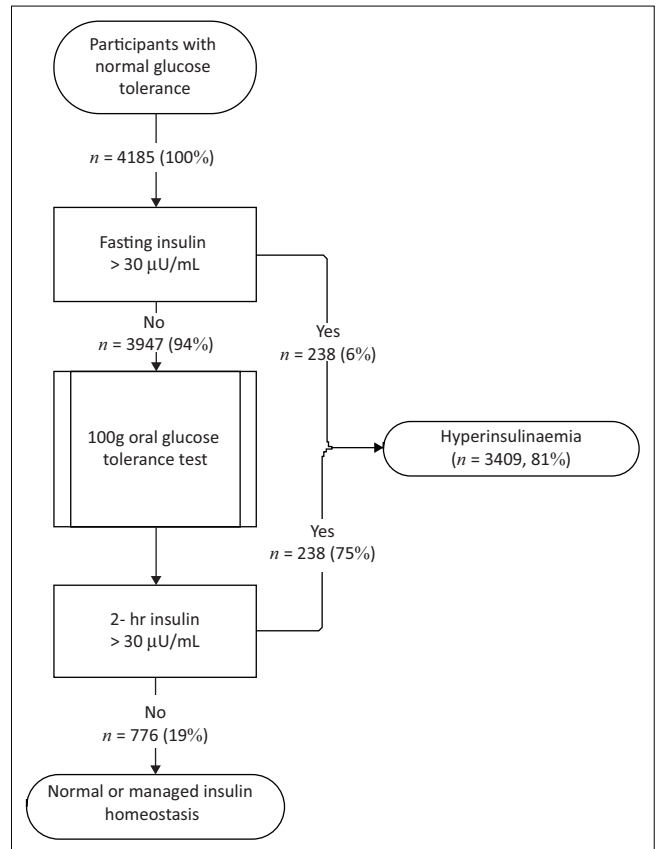 Participants with
normal glucose
tolerance
n = 4185 (100%)
Fasting insulin
> 30 μU/mL
No
n = 3947 (94%)
Yes
n = 238 (6%)
100g oral glucose
tolerance test
Hyperinsulinaemia
(n = 3409, 81%)
Yes
n = 238 (75%)
2- hr insulin
> 30 μU/mL
No
n = 776 (19%)
Normal or managed insulin
homeostasis